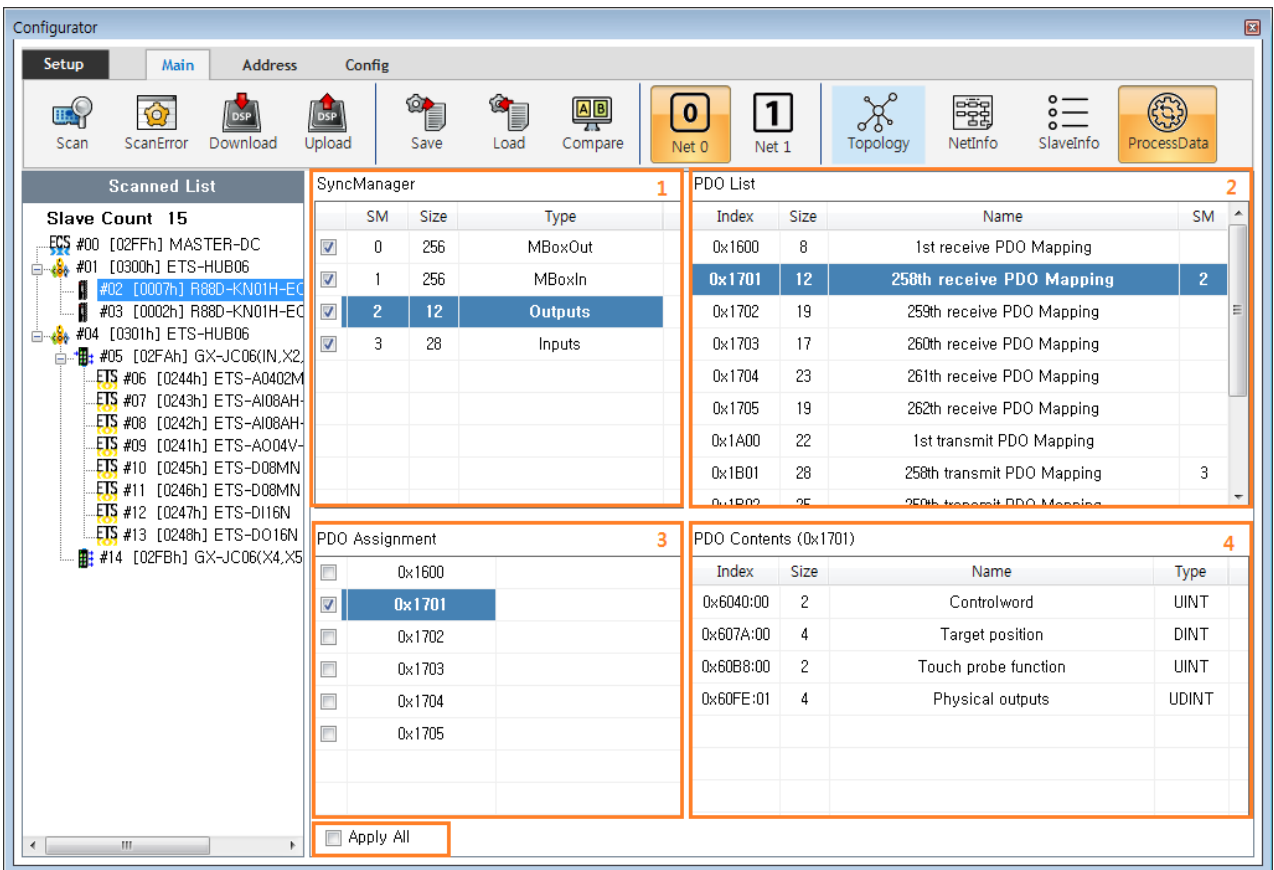 Configurator
Setup Main Address Config
Scan ScanError Download Upload Save Load Compare Net 0 Net 1 Topology NetInfo SlaveInfo ProcessData
DSP DSP A B 0 1
Scanned List
Slave Count 15
ECS #00 [02FFh] MASTER-DC
#01 [0300h] ETS-HUB06
#02 [0007h] R88D-KN01H-EC
#03 [0002h] R88D-KN01H-EC
#04 [0301h] ETS-HUB06
#05 [02FAh] GX-JC06(IN,X2,
ETS #06 [0244h] ETS-A0402M
ETS #07 [0243h] ETS-AI08AH-
ETS #08 [0242h] ETS-AI08AH-
ETS #09 [0241h] ETS-AO04V-
ETS #10 [0245h] ETS-D08MN
ETS #11 [0246h] ETS-D08MN
ETS #12 [0247h] ETS-DI16N
ETS #13 [0248h] ETS-DO16N
#14 [02FBh] GX-JC06(X4,X5
SyncManager 1
SM Size Type
0 256 MBoxOut
1 256 MBoxIn
2 12 Outputs
3 28 Inputs
PDO List 2
Index Size Name SM
0x1600 8 1st receive PDO Mapping
0x1701 12 258th receive PDO Mapping 2
0x1702 19 259th receive PDO Mapping
0x1703 17 260th receive PDO Mapping
0x1704 23 261th receive PDO Mapping
0x1705 19 262th receive PDO Mapping
0x1A00 22 1st transmit PDO Mapping
0x1B01 28 258th transmit PDO Mapping 3
0x1B02 25 259th transmit PDO Mapping
PDO Assignment 3
0x1600
0x1701
0x1702
0x1703
0x1704
0x1705
Apply All
PDO Contents (0x1701) 4
Index Size Name Type
0x6040:00 2 Controlword UINT
0x607A:00 4 Target position DINT
0x60B8:00 2 Touch probe function UINT
0x60FE:01 4 Physical outputs UDINT